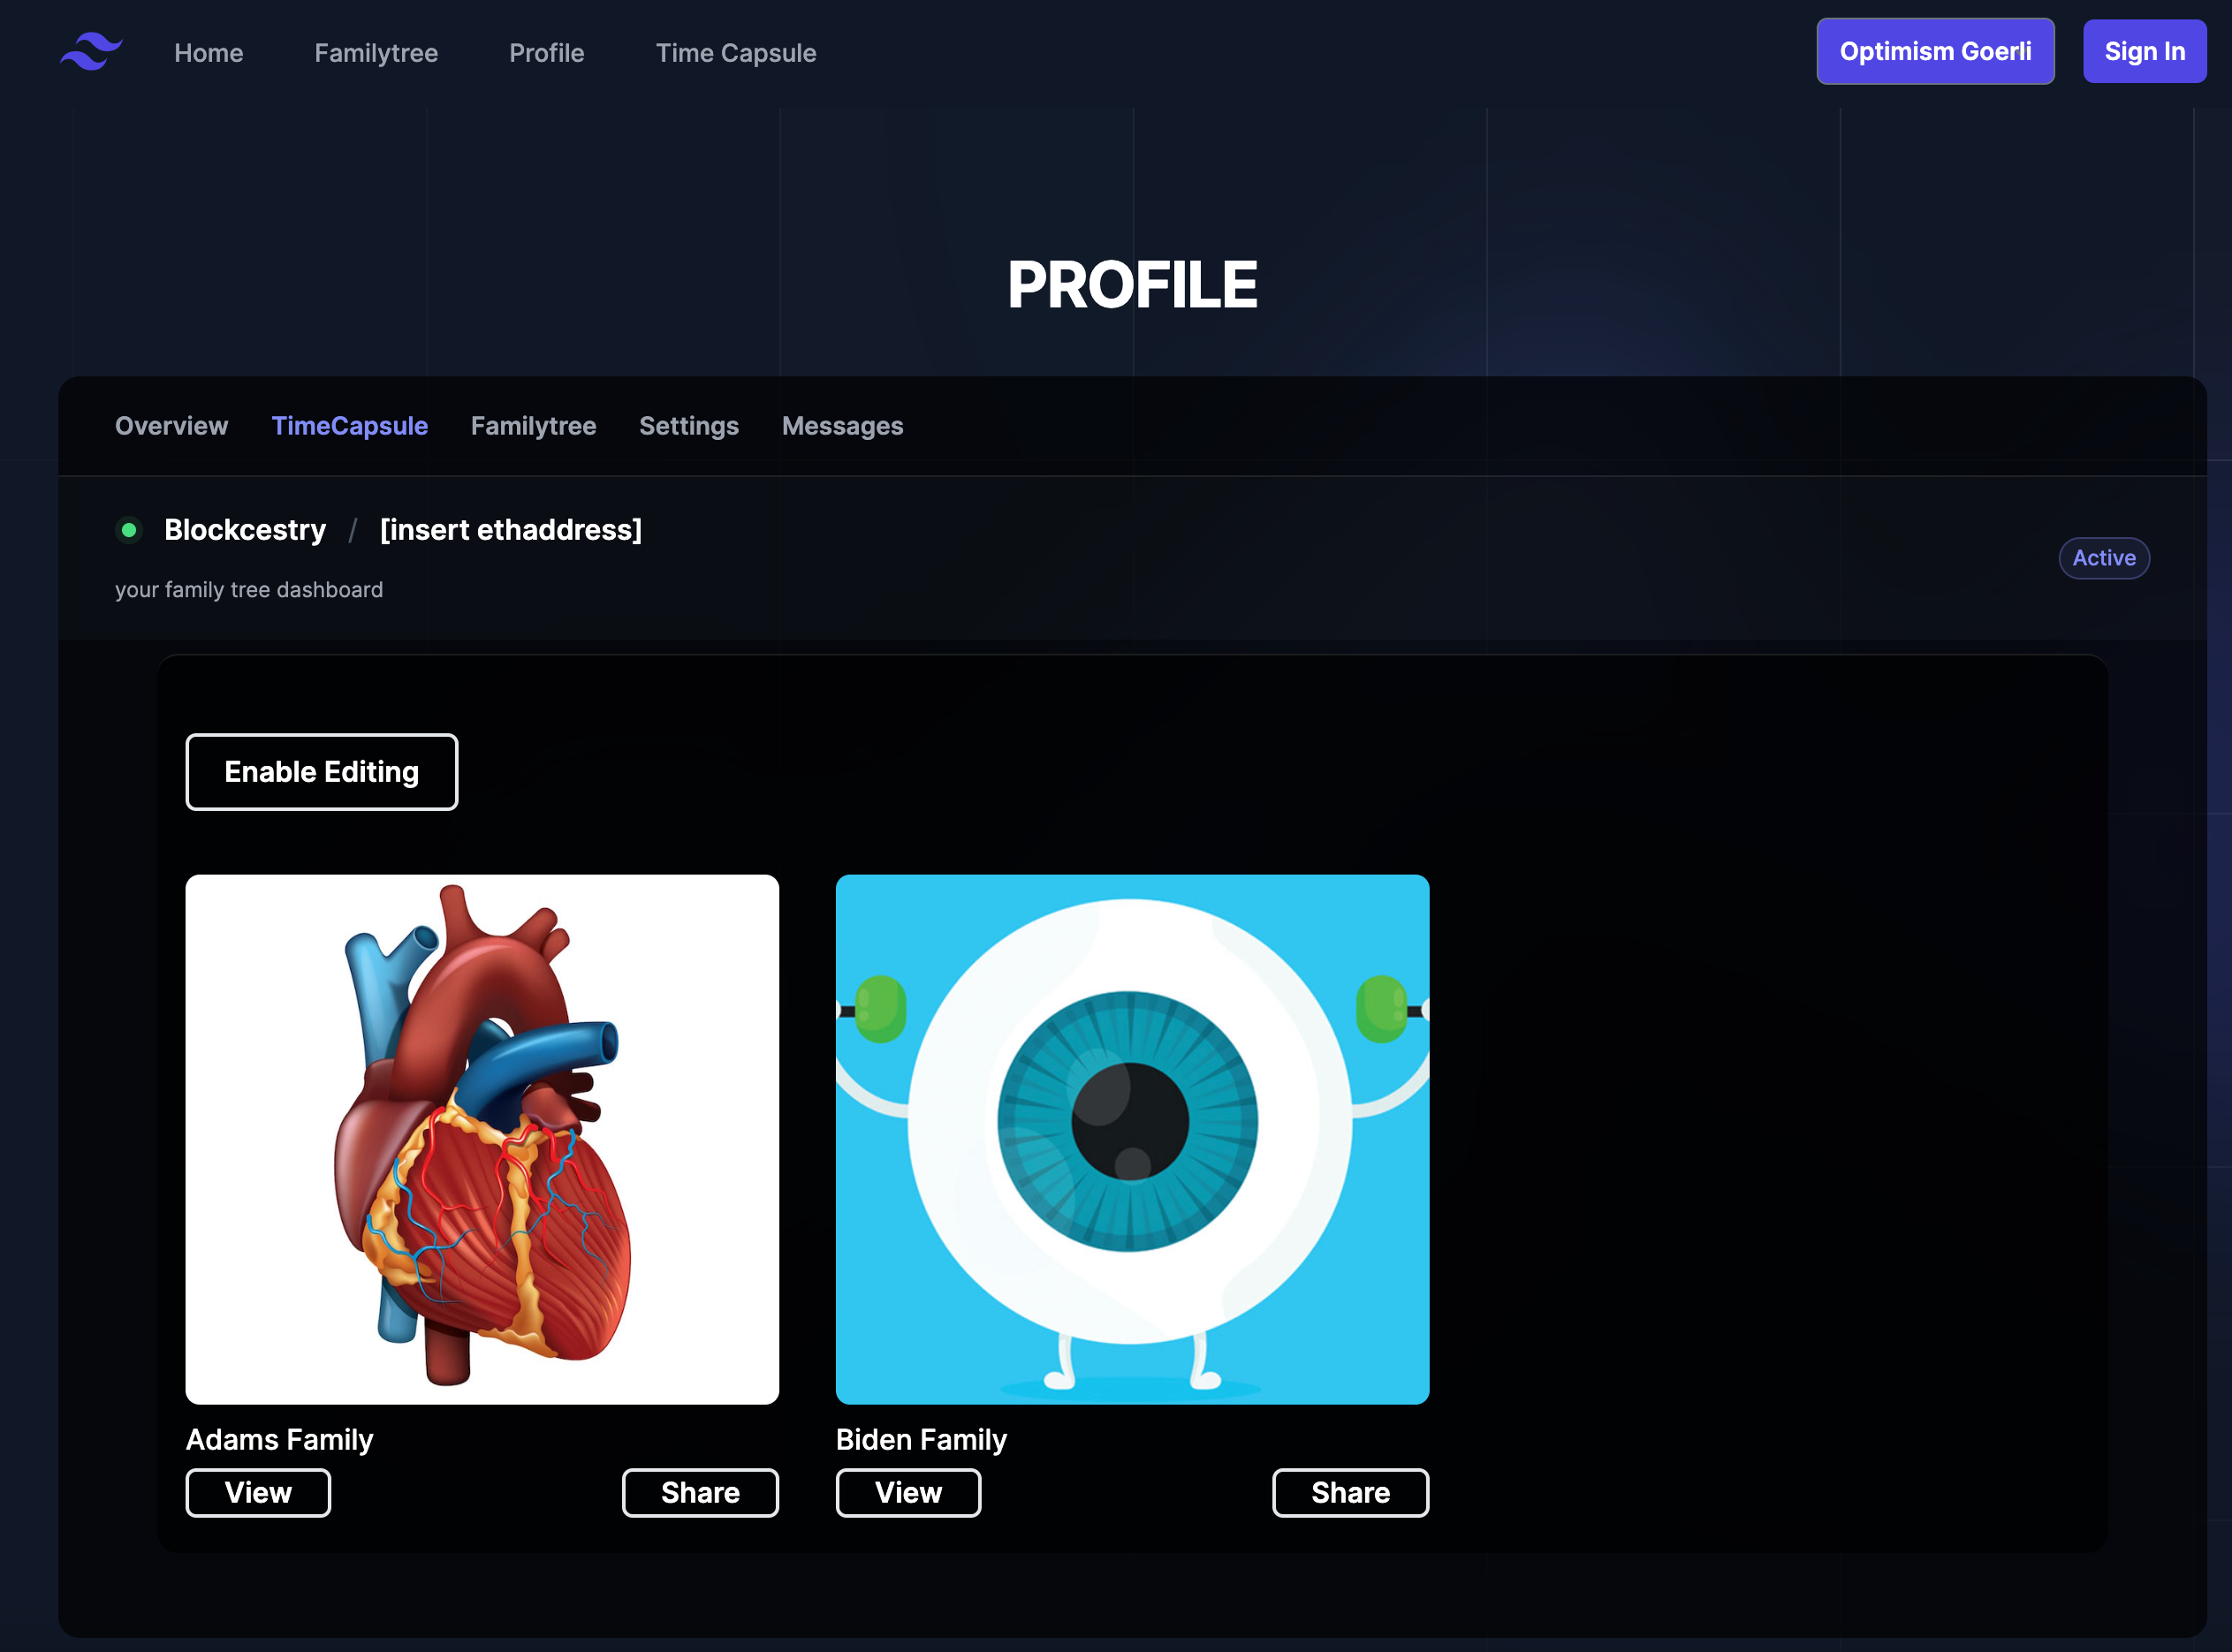 Home Familytree Profile Time Capsule Optimism Goerli Sign In
PROFILE
Overview TimeCapsule Familytree Settings Messages
Blockcestry / [insert ethaddress]
Active
your family tree dashboard
Enable Editing
Adams Family Biden Family
View Share View Share